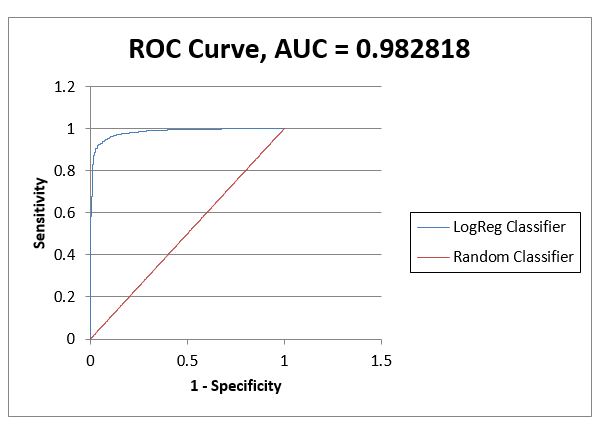 ROC Curve, AUC = 0.982818
1.2
1
0.8
0.6
0.4
0.2
0
Sensitivity
0
0.5
1
1.5
1 - Specificity
LogReg Classifier
Random Classifier